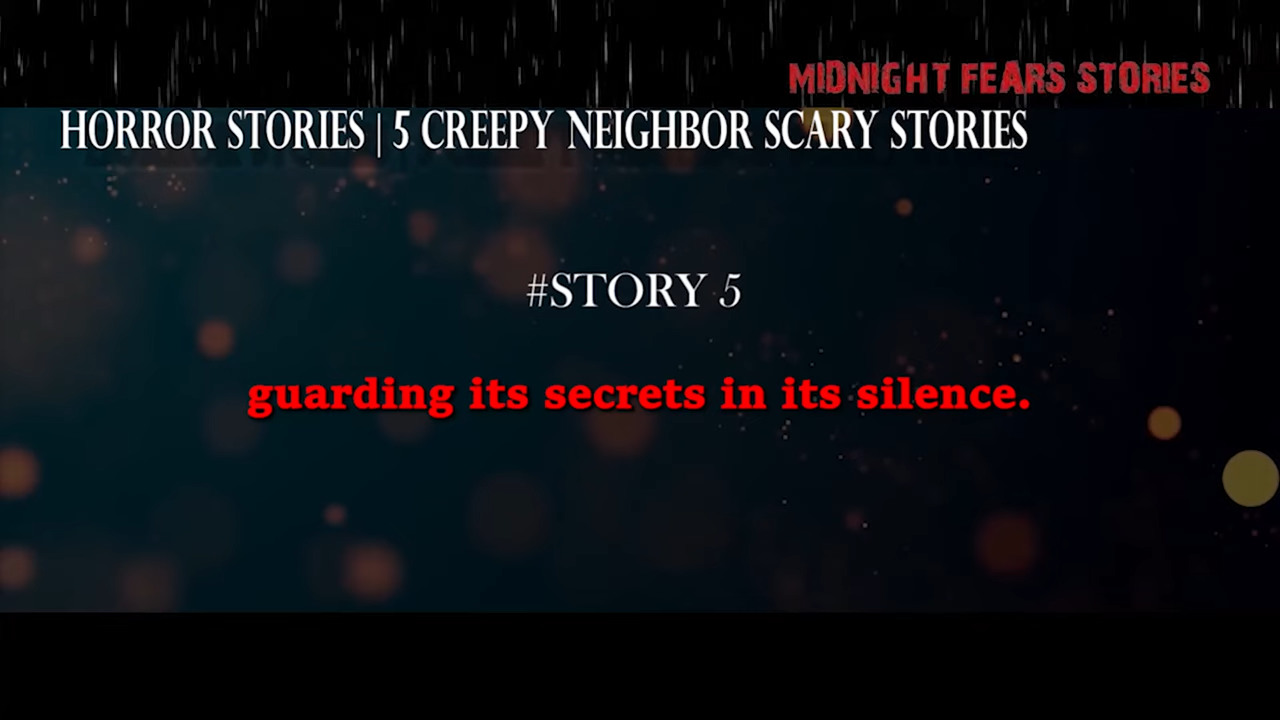 MIDNIGHT FEARS STORIES
HORROR STORIES | 5 CREEPY NEIGHBOR SCARY STORIES
#STORY 5
guarding its secrets in its silence.